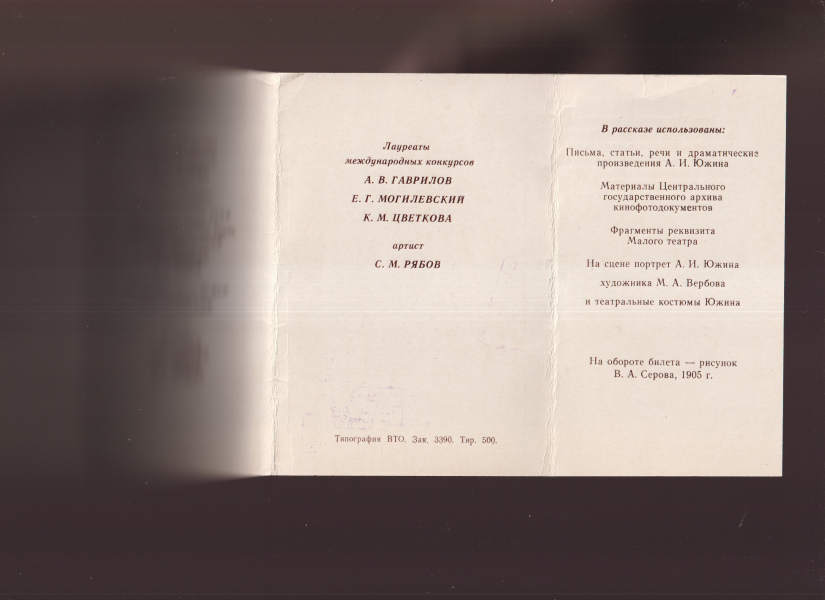 Лауреаты
международных конкурсов
А. В. ГАВРИЛОВ
Е. Г. МОГИЛЕВСКИЙ
К. М. ЦВЕТКОВА
артист
С. М. РЯБОВ
Типография ВТО. Зак. 3390. Тир. 500.
В рассказе использованы:
Письма, статьи, речи и драматические
произведения А. И. Южина
Материалы Центрального
государственного архива
кинофотодокументов
Фрагменты реквизита
Малого театра
На сцене портрет А. И. Южина
художника М. А. Вербова
и театральные костюмы Южина
На обороте билета — рисунок
В. А. Серова, 1905 г.